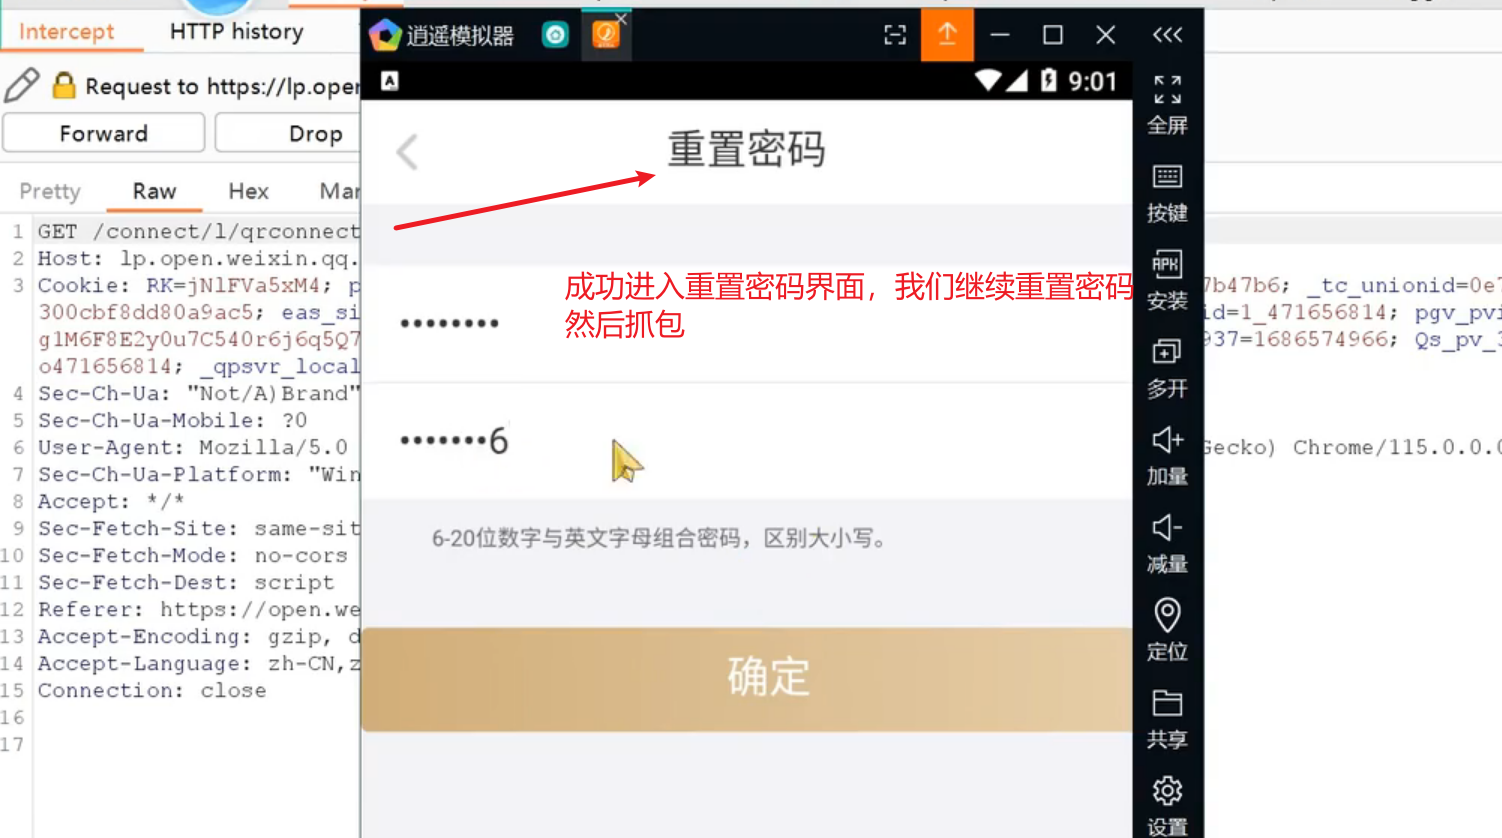 Intercept
HTTP history
Request to https://lp.open
Forward
Drop
Pretty
Raw
Hex
1 GET /connect/l/qrconnect
2 Host: lp.open.weixin.qq.
3 Cookie: RK=jNlFVa5xM4; p
7b47b6; _tc_unionid=0e7
300cbf8dd80a9ac5; eas_si
id=1_471656814; pgv_pvi
g1M6F8E2y0u7C540r6j6q5Q7
937=1686574966; Qs_pv_3
o471656814; _qpsvr_local
4 Sec-Ch-Ua: "Not/A)Brand"
5 Sec-Ch-Ua-Mobile: ?0
6 User-Agent: Mozilla/5.0
Gecko) Chrome/115.0.0.0
7 Sec-Ch-Ua-Platform: "Win
8 Accept: */*
9 Sec-Fetch-Site: same-sit
10 Sec-Fetch-Mode: no-cors
11 Sec-Fetch-Dest: script
12 Referer: https://open.we
13 Accept-Encoding: gzip, d
14 Accept-Language: zh-CN,z
15 Connection: close
16
17
逍遥模拟器
A
9:01
重置密码
成功进入重置密码界面，我们继续重置密码
然后抓包
••••••••
•••••••6
6-20位数字与英文字母组合密码，区别大小写。
确定
全屏
按键
APK
安装
多开
加量
减量
定位
共享
设置